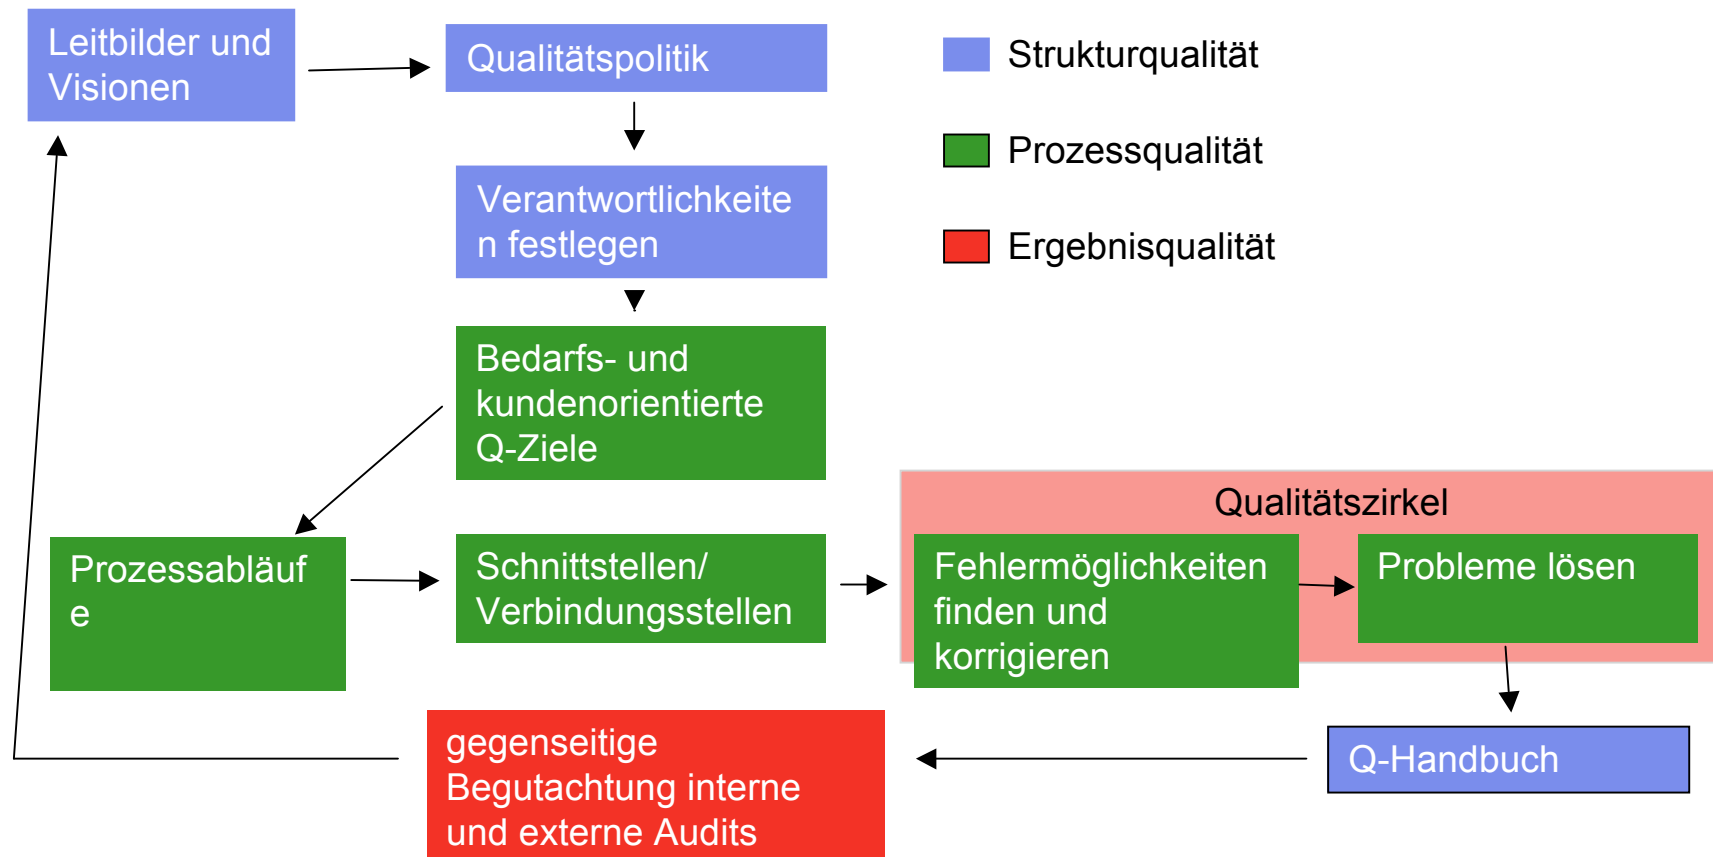 Leitbilder und
Visionen
Qualitätspolitik
Strukturqualität
Prozessqualität
Ergebnisqualität
Verantwortlichkeite
n festlegen
Bedarfs- und
kundenorientierte
Q-Ziele
Prozessabläuf
e
Schnittstellen/
Verbindungsstellen
Qualitätszirkel
Fehlermöglichkeiten
finden und
korrigieren
Probleme lösen
Q-Handbuch
gegenseitige
Begutachtung interne
und externe Audits